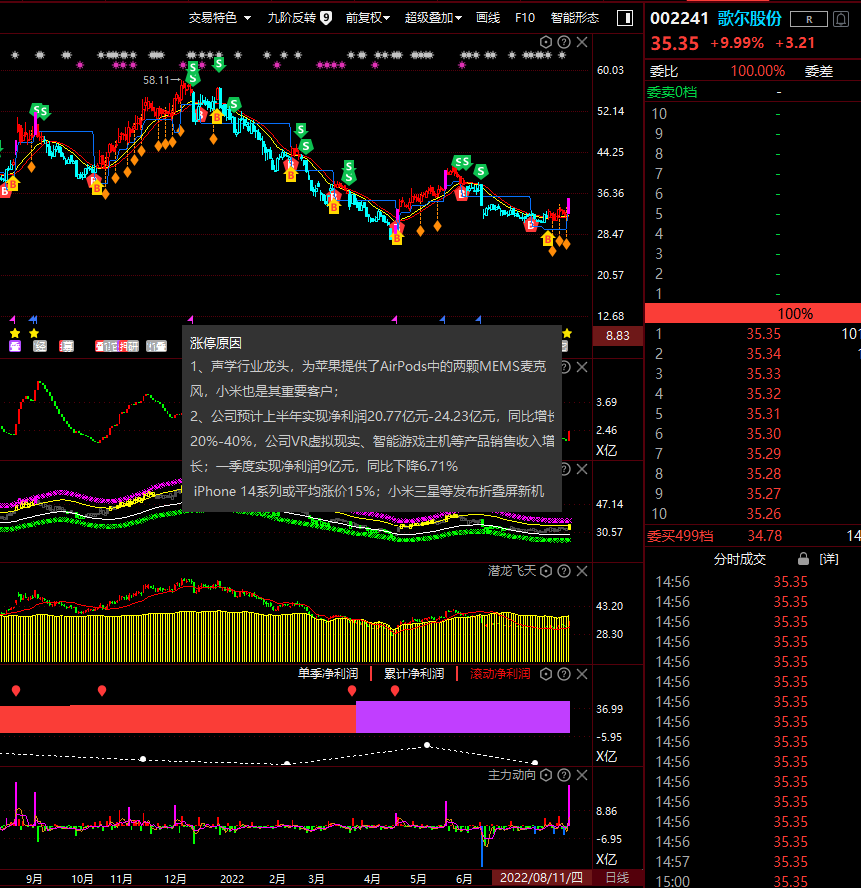 交易特色 九阶反转 9 前复权 超级叠加 画线 F10 智能形态
002241 歌尔股份 R
35.35 +9.99% +3.21
委比 100.00% 委差
委卖0档 -
10 -
9 -
8 -
7 -
6 -
5 -
4 -
3 -
2 -
1 -
100%
1 35.35 101
2 35.34
3 35.33
4 35.32
5 35.31
6 35.30
7 35.29
8 35.28
9 35.27
10 35.26
委买499档 34.78 14
分时成交 [详]
14:56 35.35
14:56 35.35
14:56 35.35
14:56 35.35
14:56 35.35
14:56 35.35
14:56 35.35
14:56 35.35
14:56 35.35
14:56 35.35
14:56 35.35
14:56 35.35
14:56 35.35
14:56 35.35
14:57 35.35
15:00 35.35
58.11
60.03
52.14
44.25
36.36
28.47
20.57
12.68
8.83
涨停原因
1、声学行业龙头，为苹果提供了AirPods中的两颗MEMS麦克
风，小米也是其重要客户；
2、公司预计上半年实现净利润20.77亿元-24.23亿元，同比增长
20%-40%，公司VR虚拟现实、智能游戏主机等产品销售收入增
长；一季度实现净利润9亿元，同比下降6.71%
iPhone 14系列或平均涨价15%；小米三星等发布折叠屏新机
3.69
2.46
X亿
47.14
30.57
潜龙飞天
43.20
28.30
单季净利润 累计净利润 滚动净利润
36.99
-5.95
X亿
主力动向
8.86
-6.95
X亿
9月 10月 11月 12月 2022 2月 3月 4月 5月 6月 2022/08/11/四 日线